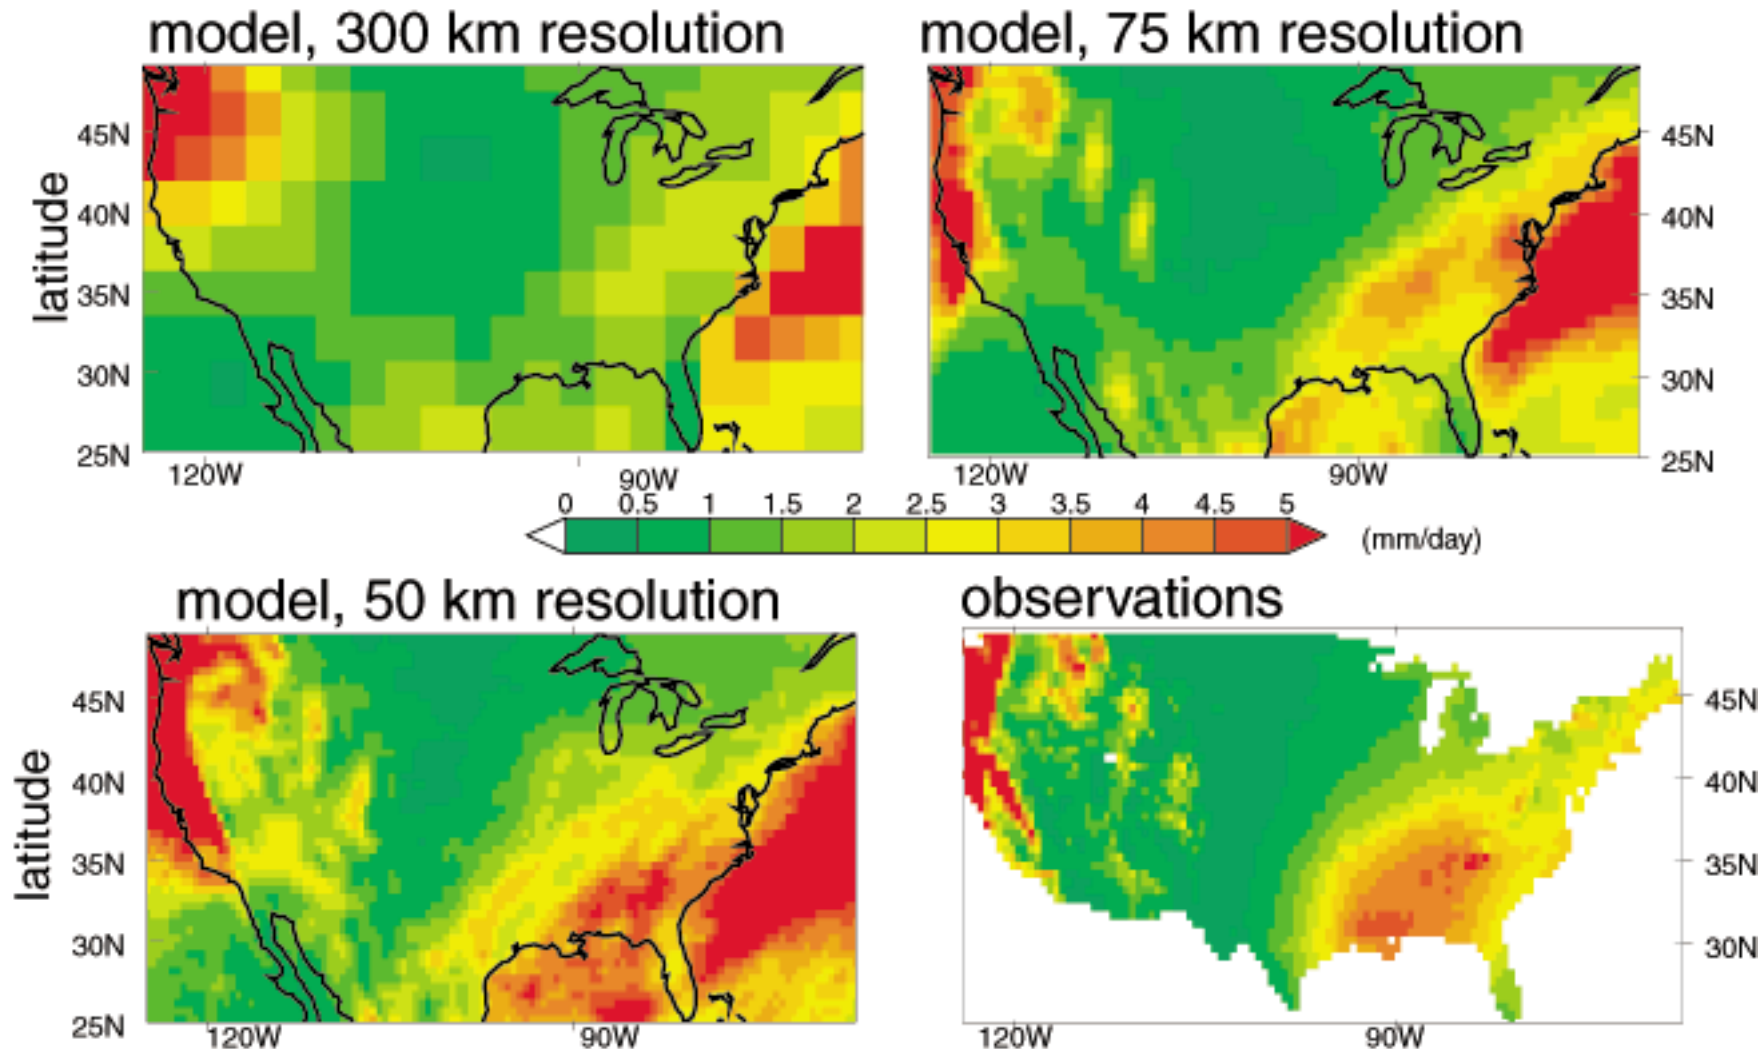 model, 300 km resolution
model, 75 km resolution
latitude
45N
40N
35N
30N
25N
120W
90W
45N
40N
35N
30N
25N
120W
90W
0 0.5 1 1.5 2 2.5 3 3.5 4 4.5 5
(mm/day)
model, 50 km resolution
observations
latitude
45N
40N
35N
30N
25N
120W
90W
45N
40N
35N
30N
120W
90W